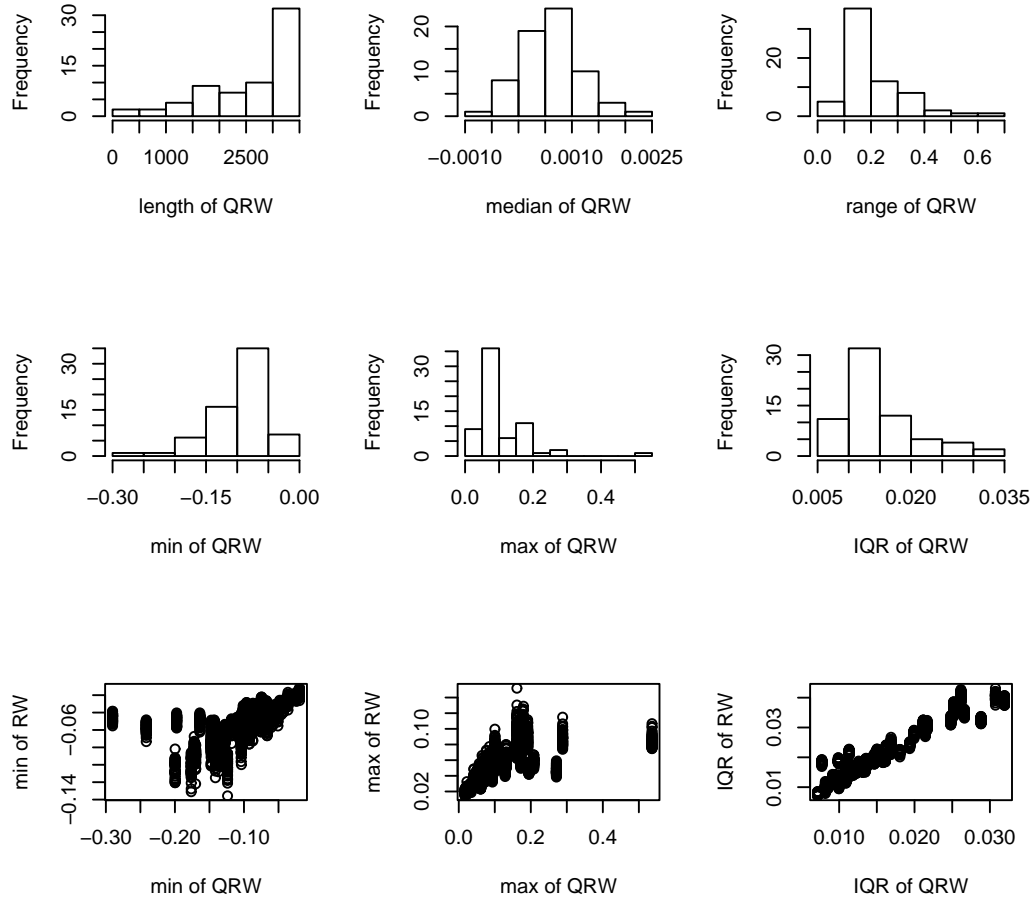 Frequency
0 15 30
0 1000 2500
length of QRW
Frequency
0 10 20
−0.0010 0.0010 0.0025
median of QRW
Frequency
0 20
0.0 0.2 0.4 0.6
range of QRW
Frequency
0 15 30
−0.30 −0.15 0.00
min of QRW
Frequency
0 15 30
0.0 0.2 0.4
max of QRW
Frequency
0 15 30
0.005 0.020 0.035
IQR of QRW
min of RW
−0.14 −0.06
−0.30 −0.20 −0.10
min of QRW
max of RW
0.02 0.10
0.0 0.2 0.4
max of QRW
IQR of RW
0.01 0.03
0.010 0.020 0.030
IQR of QRW